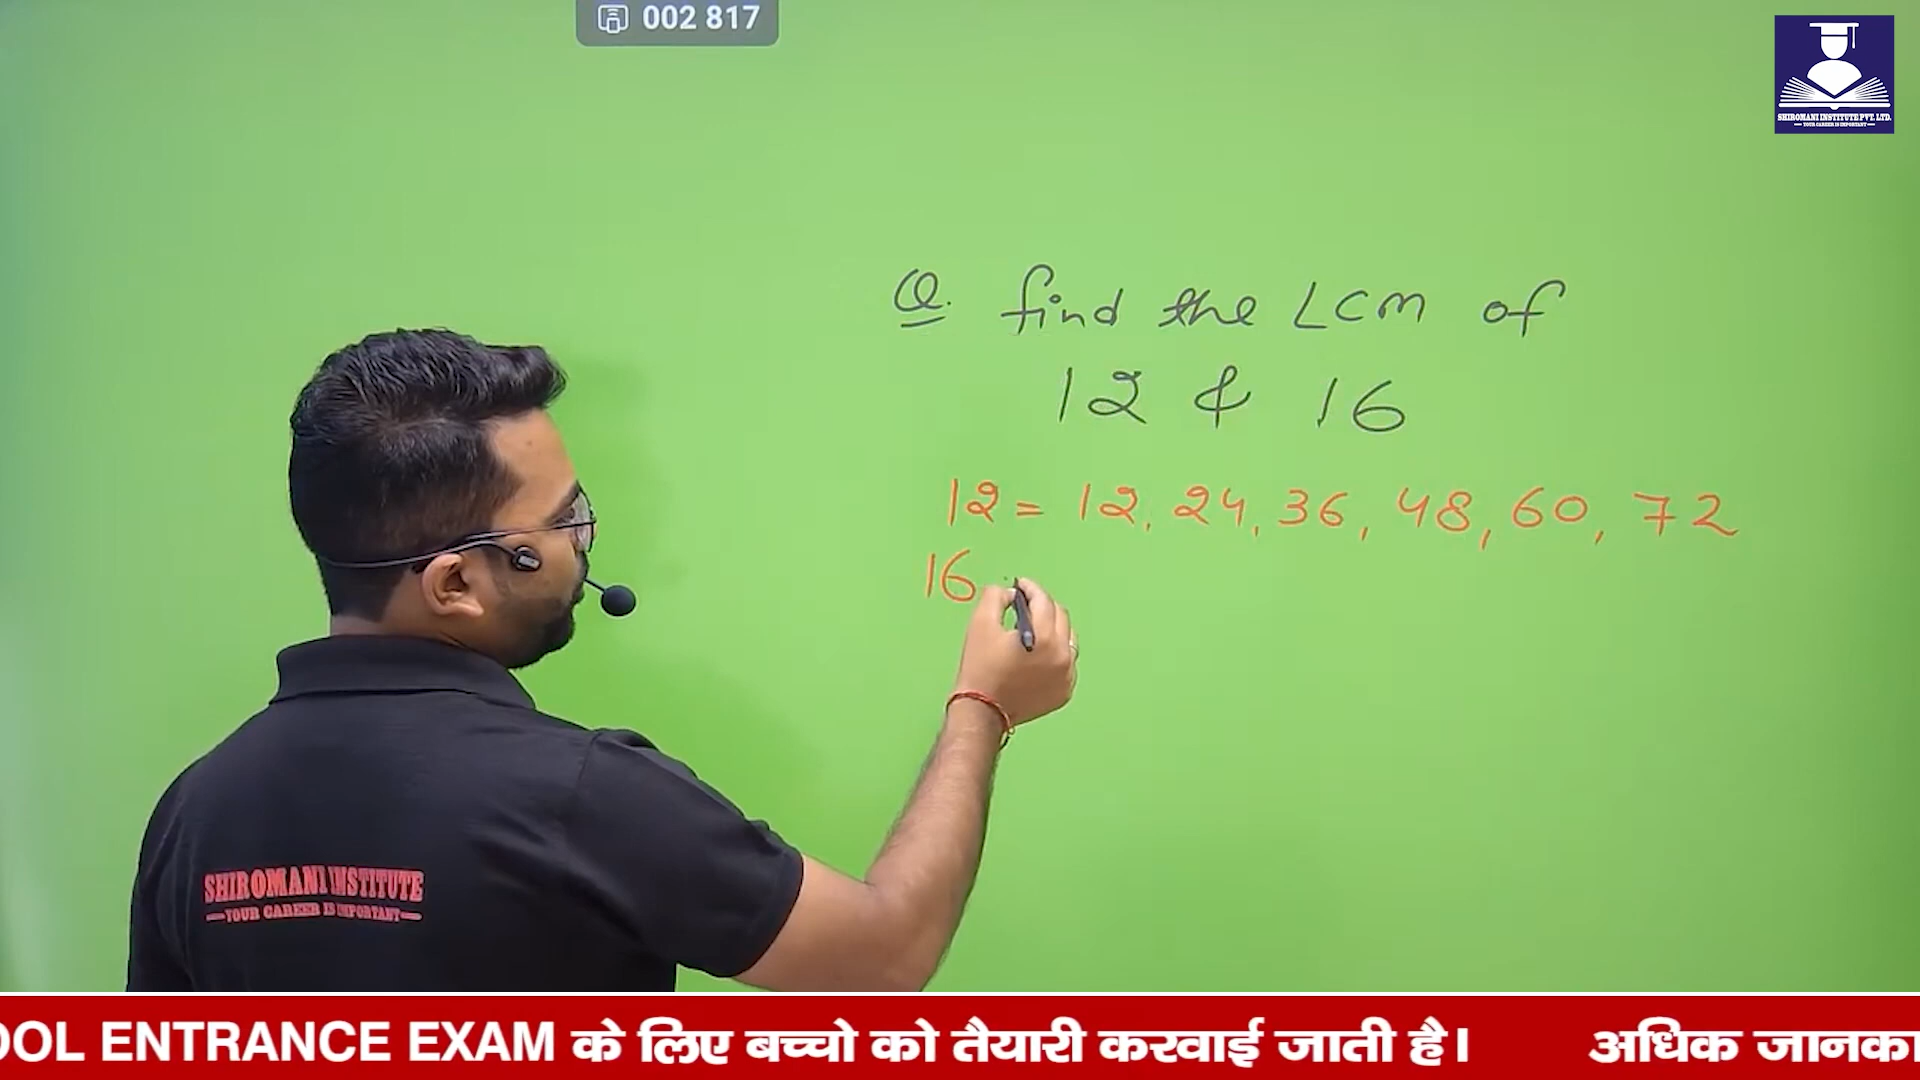 002 817
SHIROMANI INSTITUTE PVT. LTD.
YOUR CAREER IS IMPORTANT
Q. find the LCM of
12 & 16
12 = 12, 24, 36, 48, 60, 72
16
SHIROMANI INSTITUTE
YOUR CAREER IS IMPORTANT
OOL ENTRANCE EXAM के लिए बच्चो को तैयारी करवाई जाती है। अधिक जानका